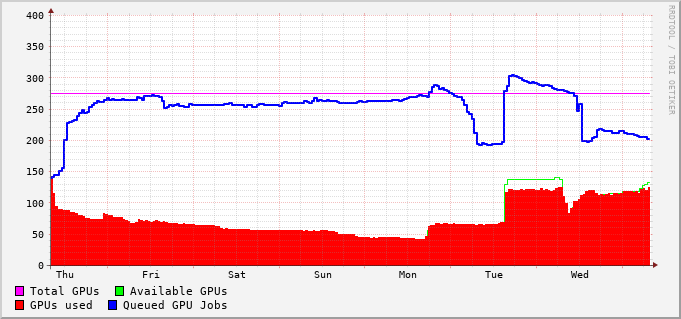 RRDTOOL / TOBI OETIKER
400
350
300
250
200
150
100
50
0
Thu Fri Sat Sun Mon Tue Wed
Total GPUs Available GPUs
GPUs used Queued GPU Jobs